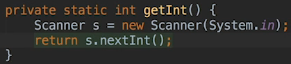 private static int getInt() {
    Scanner s = new Scanner(System.in);
    return s.nextInt();
}